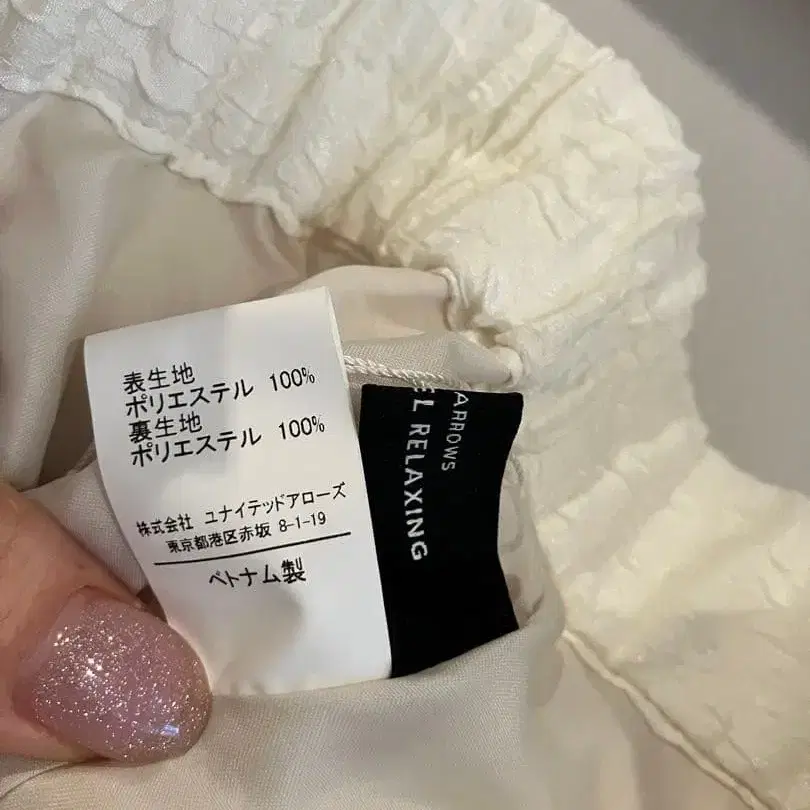 表生地
ポリエステル 100%
裏生地
ポリエステル 100%
株式会社 ユナイテッドアローズ
東京都港区赤坂 8-1-19
ベトナム製
ARROWS
EL RELAXING